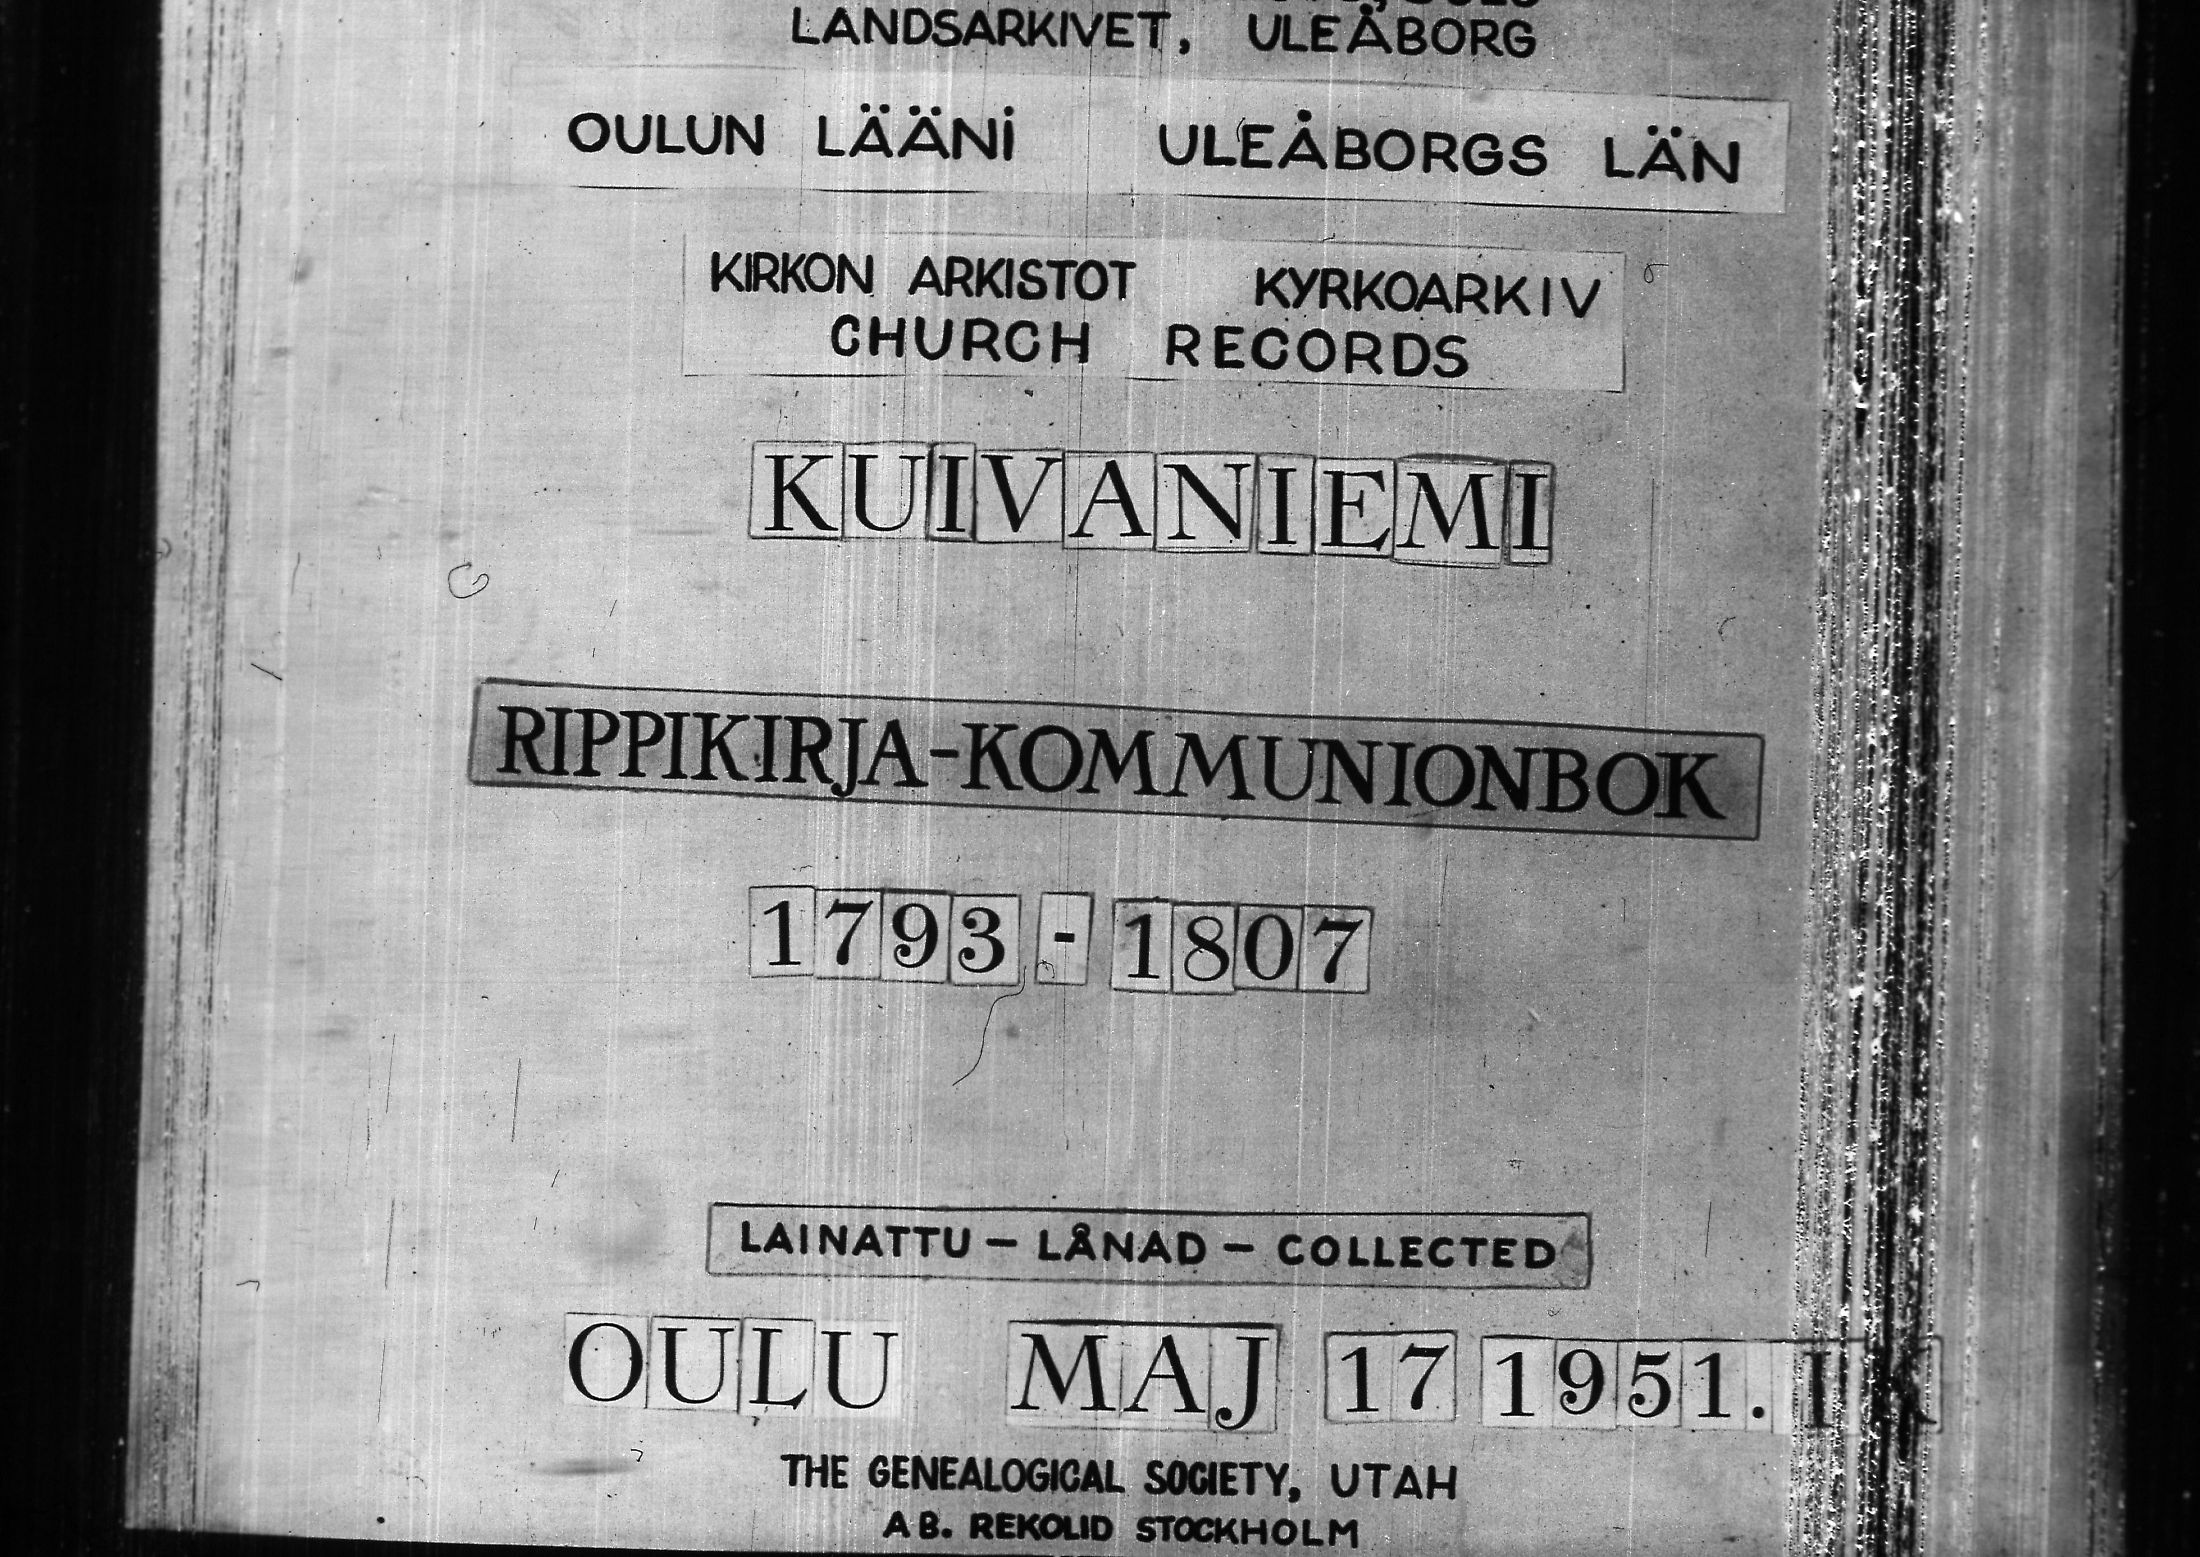 LANDSARKIVET, ULEÅBORG
OULUN LÄÄNI ULEÅBORGS LÄN
KIRKON ARKISTOT KYRKOARKIV
CHURCH RECORDS
KUIVANIEMI
RIPPIKIRJA-KOMMUNIONBOK
1793 - 1807
LAINATTU - LÅNAD - COLLECTED
OULU MAJ 17 1951.
THE GENEALOGICAL SOCIETY, UTAH
AB. REKOLID STOCKHOLM